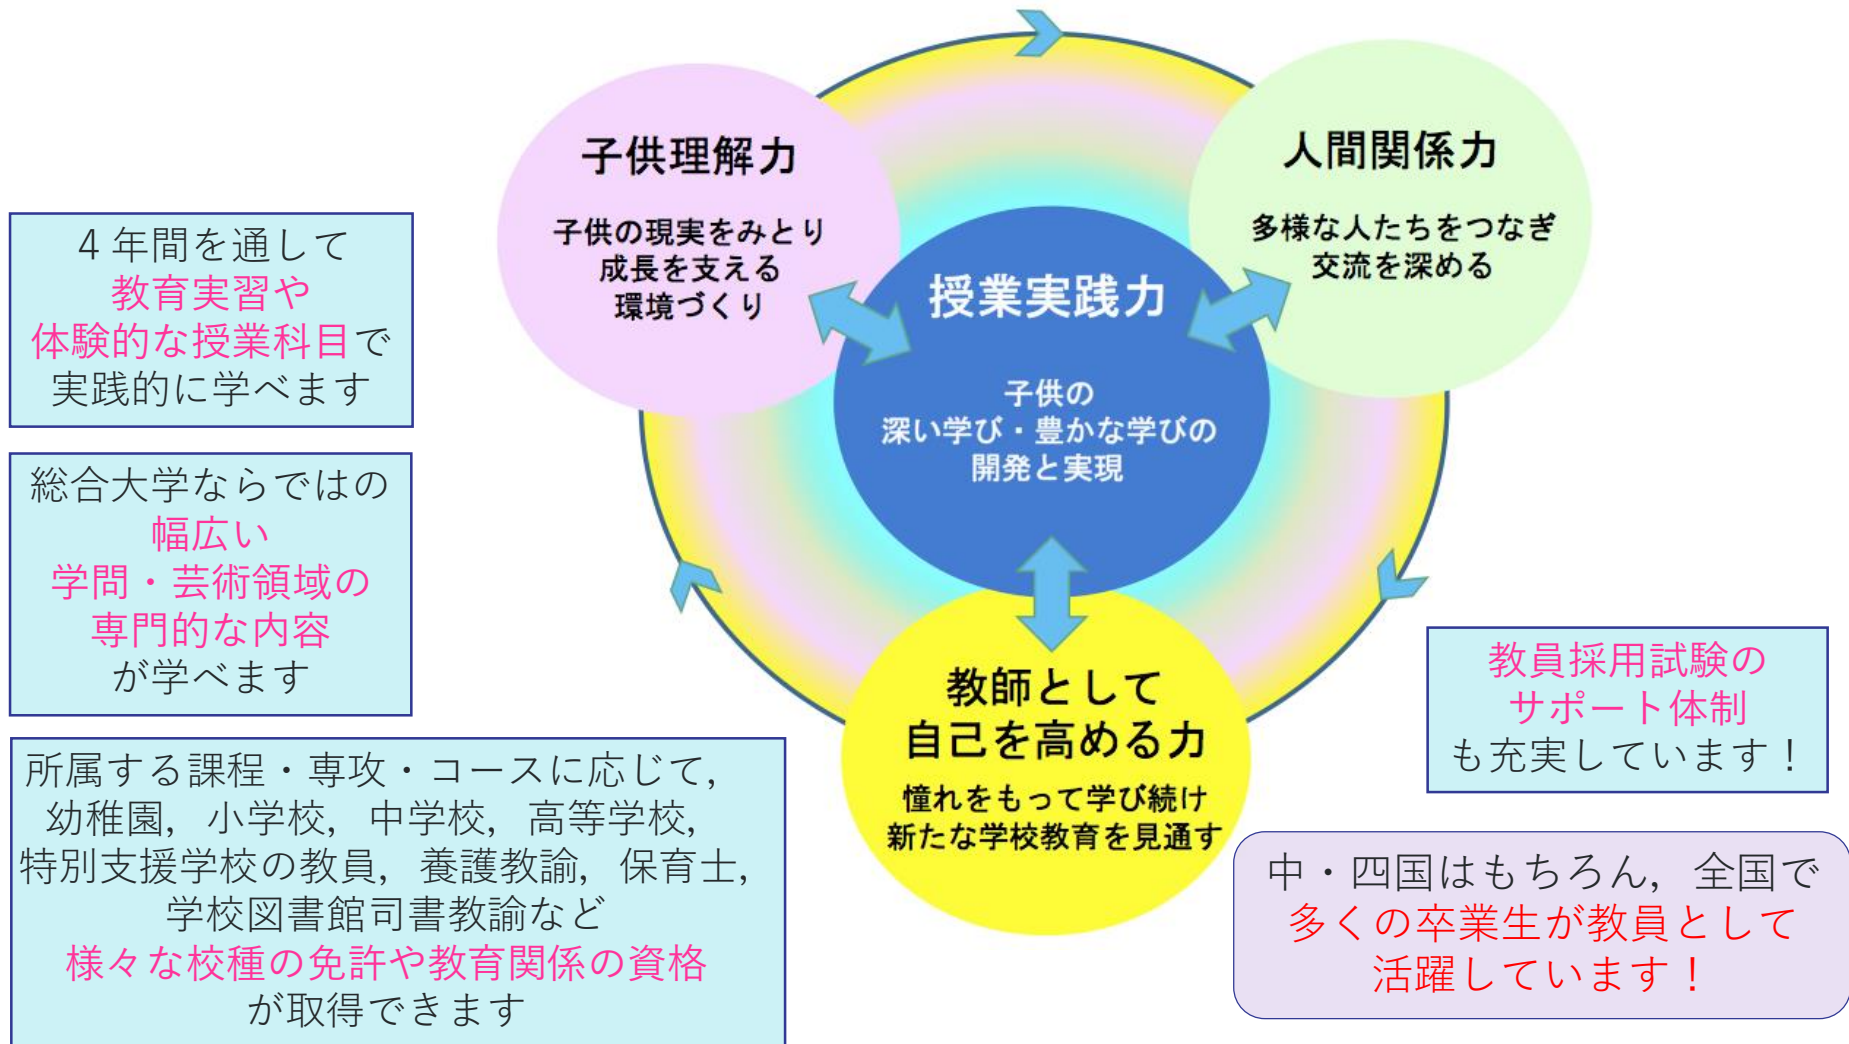 子供理解力
子供の現実をみとり
成長を支える
環境づくり
人間関係力
多様な人たちをつなぎ
交流を深める
授業実践力
子供の
深い学び・豊かな学びの
開発と実現
教師として
自己を高める力
憧れをもって学び続け
新たな学校教育を見通す
4年間を通して
教育実習や
体験的な授業科目で
実践的に学べます
総合大学ならではの
幅広い
学問・芸術領域の
専門的な内容
が学べます
所属する課程・専攻・コースに応じて,
幼稚園, 小学校, 中学校, 高等学校,
特別支援学校の教員, 養護教諭, 保育士,
学校図書館司書教諭など
様々な校種の免許や教育関係の資格
が取得できます
教員採用試験の
サポート体制
も充実しています！
中・四国はもちろん, 全国で
多くの卒業生が教員として
活躍しています！